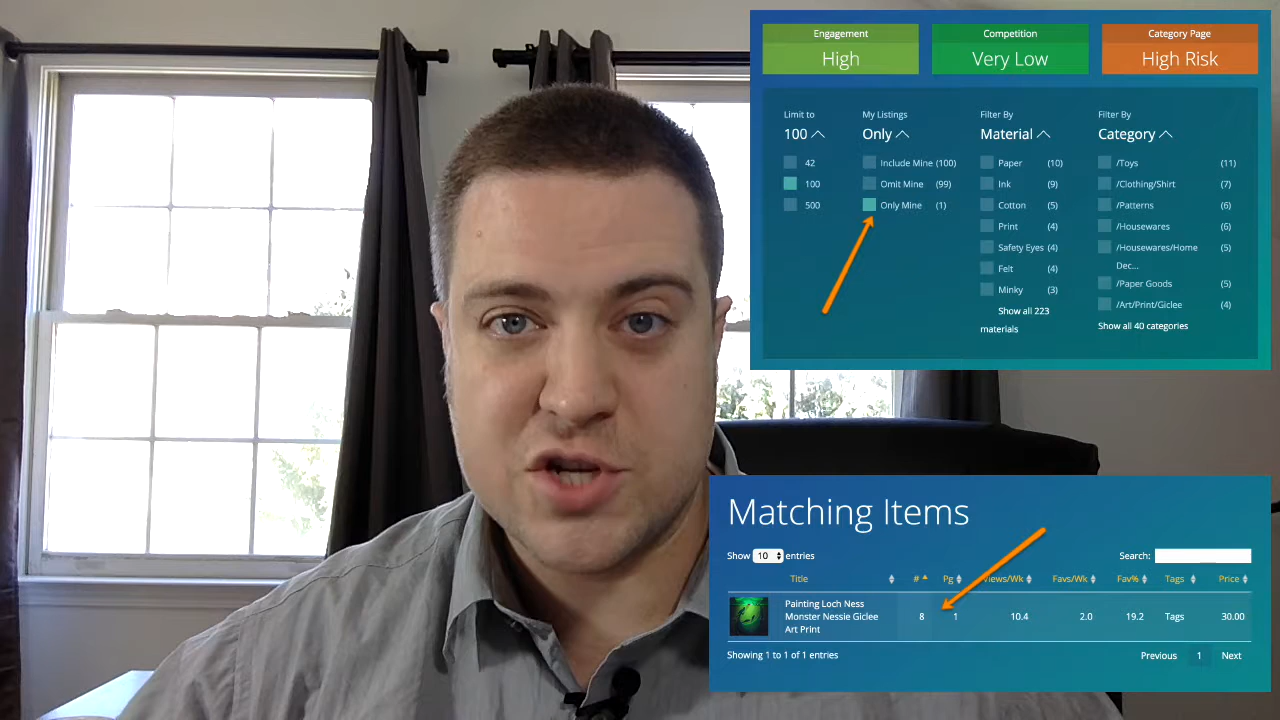 Engagement
High
Competition
Very Low
Category Page
High Risk
Limit to
100
42
100
500
My Listings
Only
Include Mine (100)
Omit Mine (99)
Only Mine (1)
Filter By
Material
Paper (10)
Ink (9)
Cotton (5)
Print (4)
Safety Eyes (4)
Felt (4)
Minky (3)
Show all 223
materials
Filter By
Category
/Toys (11)
/Clothing/Shirt (7)
/Patterns (6)
/Housewares (6)
/Housewares/Home (5)
Dec...
/Paper Goods (5)
/Art/Print/Giclee (4)
Show all 40 categories
Matching Items
Show 10 entries
Search:
Title # Pg Views/Wk Favs/Wk Fav% Tags Price
Painting Loch Ness
Monster Nessie Giclee 8 1 10.4 2.0 19.2 Tags 30.00
Art Print
Showing 1 to 1 of 1 entries
Previous 1 Next